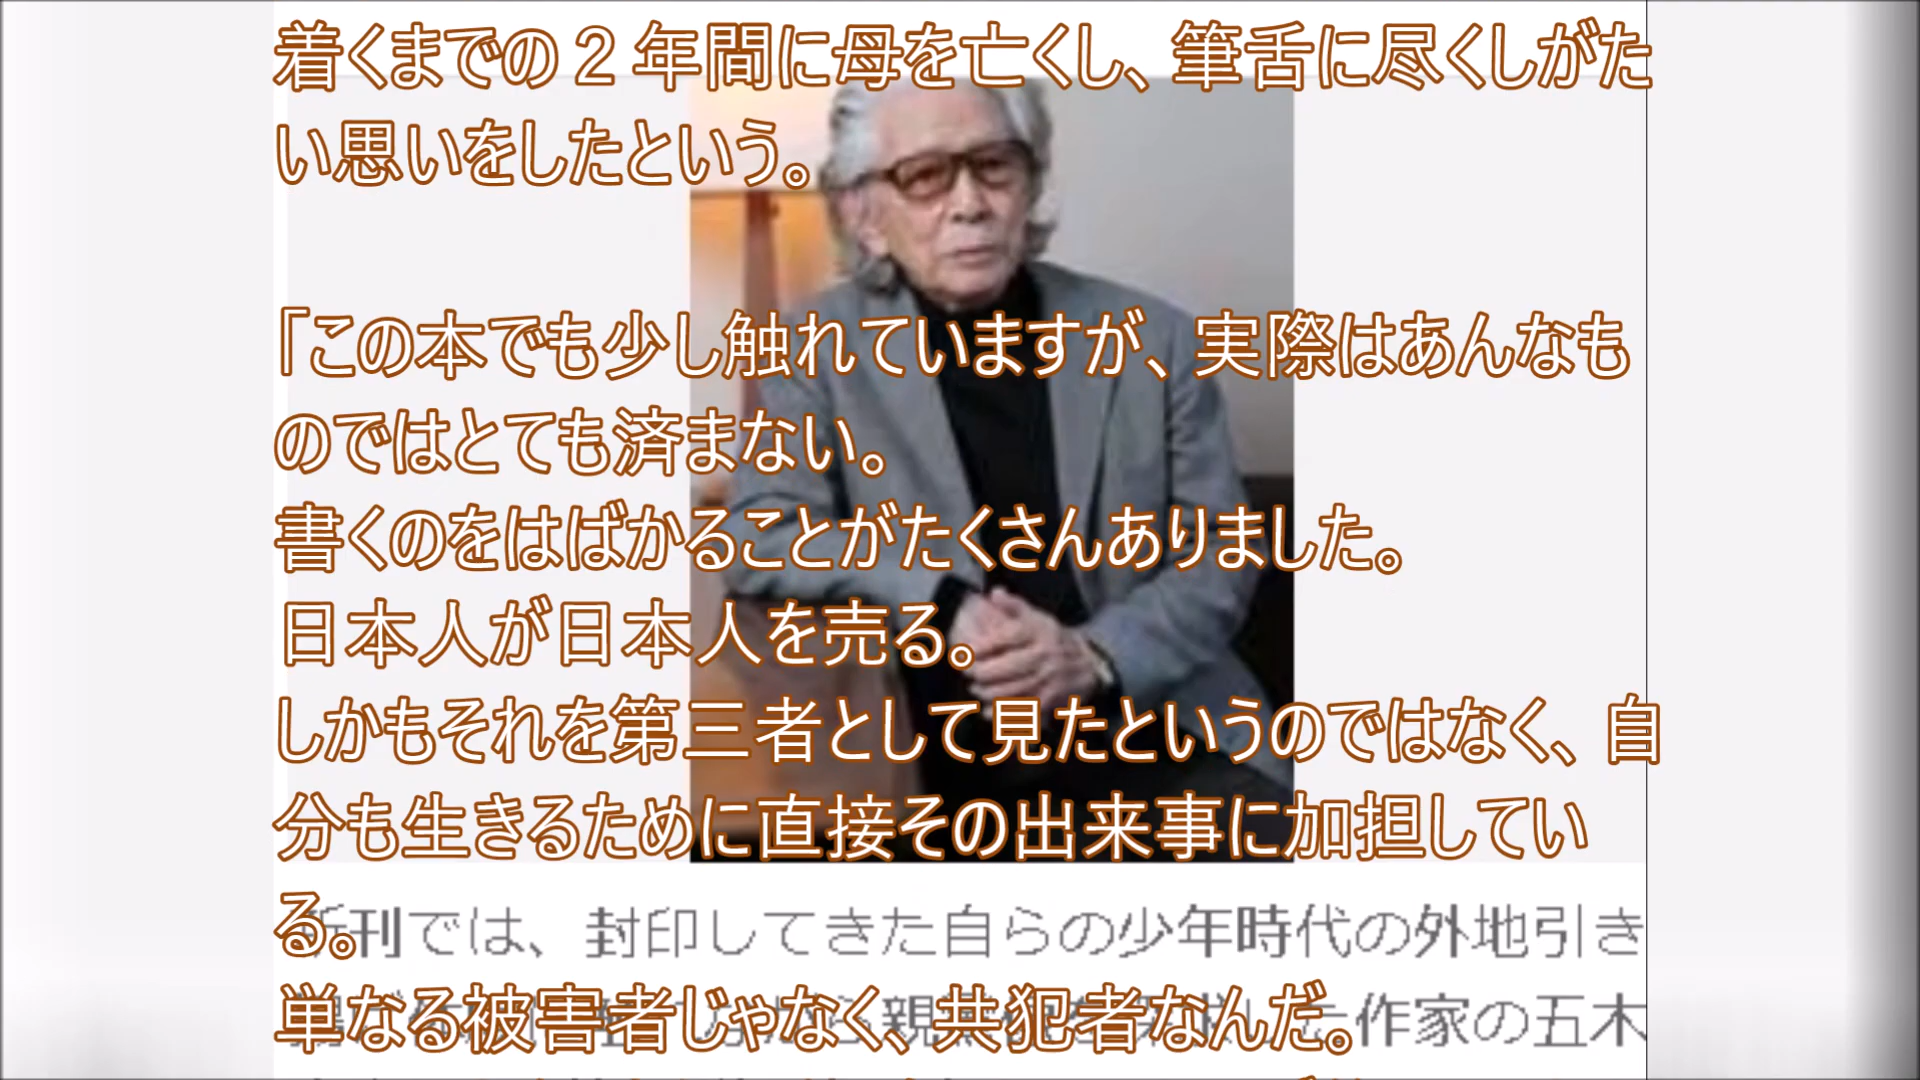 着くまでの２年間に母を亡くし、筆舌に尽くしがた
い思いをしたという。
「この本でも少し触れていますが、実際はあんなも
のではとても済まない。
書くのをはばかることがたくさんありました。
日本人が日本人を売る。
しかもそれを第三者として見たというのではなく、自
分も生きるために直接その出来事に加担してい
る。
刊では、封印してきた自らの少年時代の外地引き
単なる被害者じゃなく、共犯者なんだ。
作家の五木